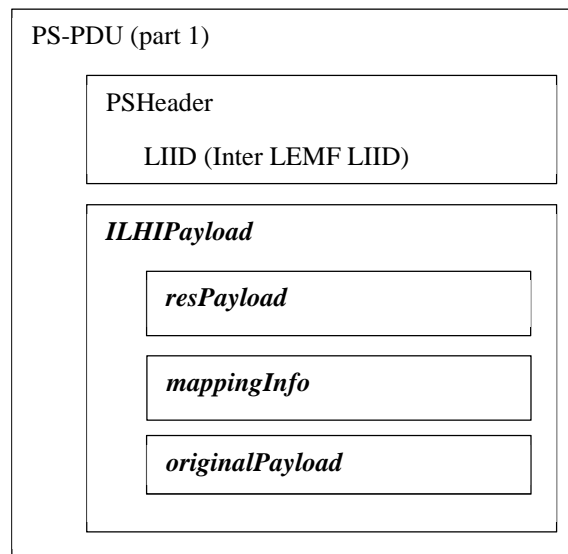 PS-PDU (part 1)
PSHeader
LIID (Inter LEMF LIID)
ILHIPayload
resPayload
mappingInfo
originalPayload